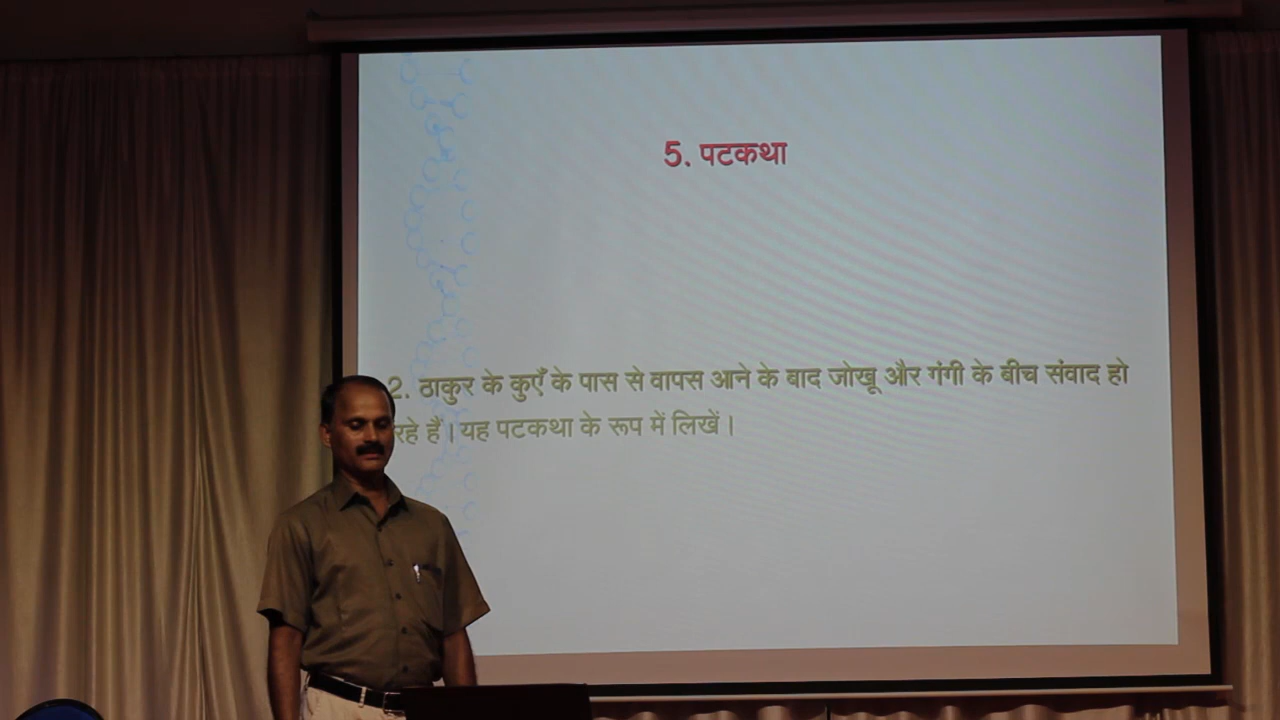 5. पटकथा
2. ठाकुर के कुएँ के पास से वापस आने के बाद जोखू और गंगी के बीच संवाद हो
रहे हैं । यह पटकथा के रूप में लिखें ।